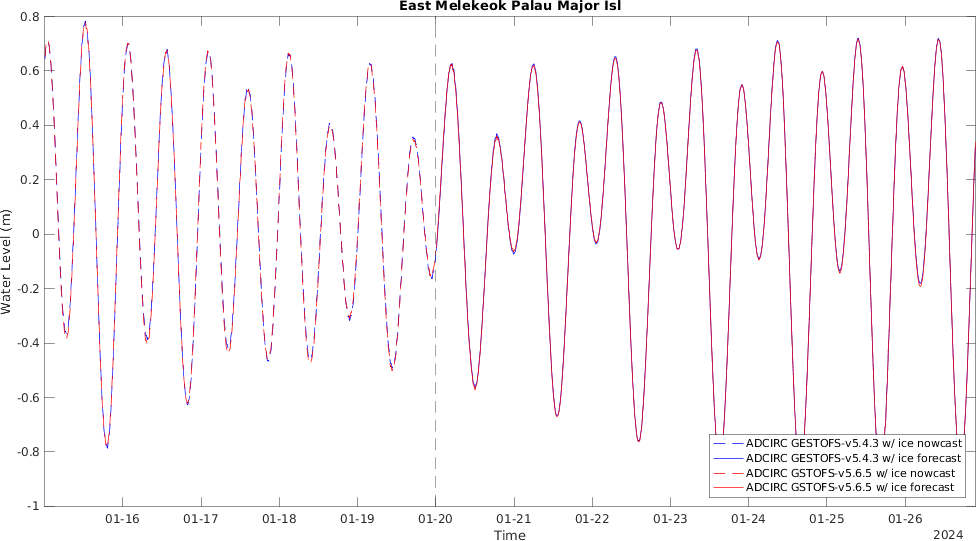 East Melekeok Palau Major Isl
Water Level (m)
0.8
0.6
0.4
0.2
0
-0.2
-0.4
-0.6
-0.8
-1
ADCIRC GESTOFS-v5.4.3 w/ ice nowcast
ADCIRC GESTOFS-v5.4.3 w/ ice forecast
ADCIRC GSTOFS-v5.6.5 w/ ice nowcast
ADCIRC GSTOFS-v5.6.5 w/ ice forecast
01-16 01-17 01-18 01-19 01-20 01-21 01-22 01-23 01-24 01-25 01-26
Time
2024